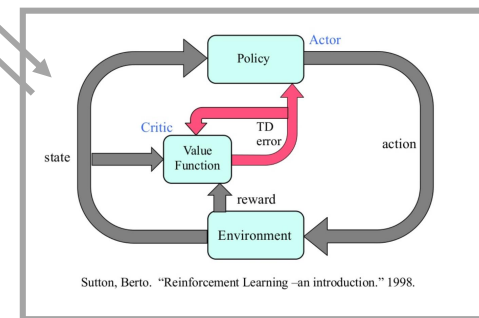 Actor
Policy
Critic
TD
error
state
Value
Function
action
reward
Environment
Sutton, Berto. “Reinforcement Learning –an introduction.” 1998.